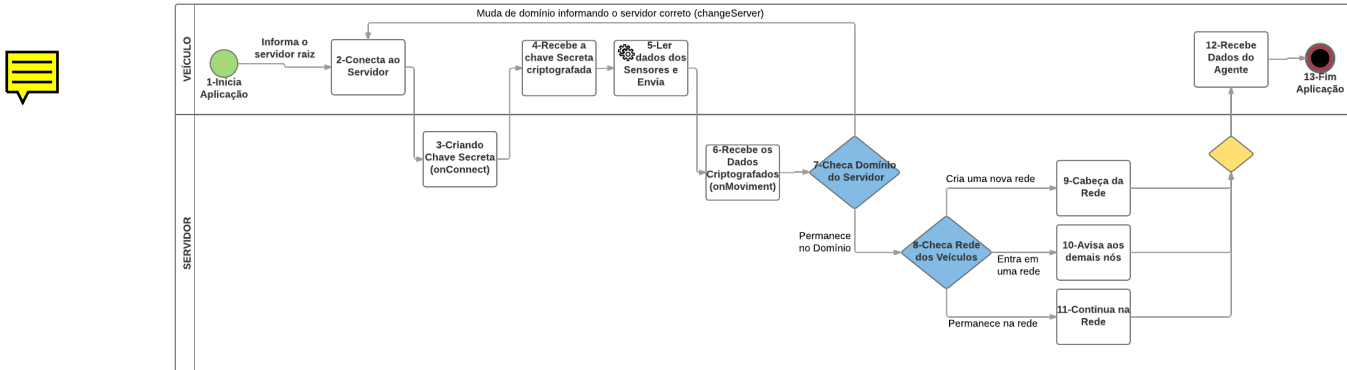 Muda de domínio informando o servidor correto (changeServer)
VEÍCULO
Informa o
servidor raiz
1-Inicia
Aplicação
2-Conecta ao
Servidor
4-Recebe a
chave Secreta
criptografada
5-Ler
dados dos
Sensores e
Envia
12-Recebe
Dados do
Agente
13-Fim
Aplicação
SERVIDOR
3-Criando
Chave Secreta
(onConnect)
6-Recebe os
Dados
Criptografados
(onMoviment)
7-Checa Domínio
do Servidor
Permanece
no Domínio
8-Checa Rede
dos Veículos
Cria uma nova rede
9-Cabeça da
Rede
Entra em
uma rede
10-Avisa aos
demais nós
Permanece na rede
11-Continua na
Rede